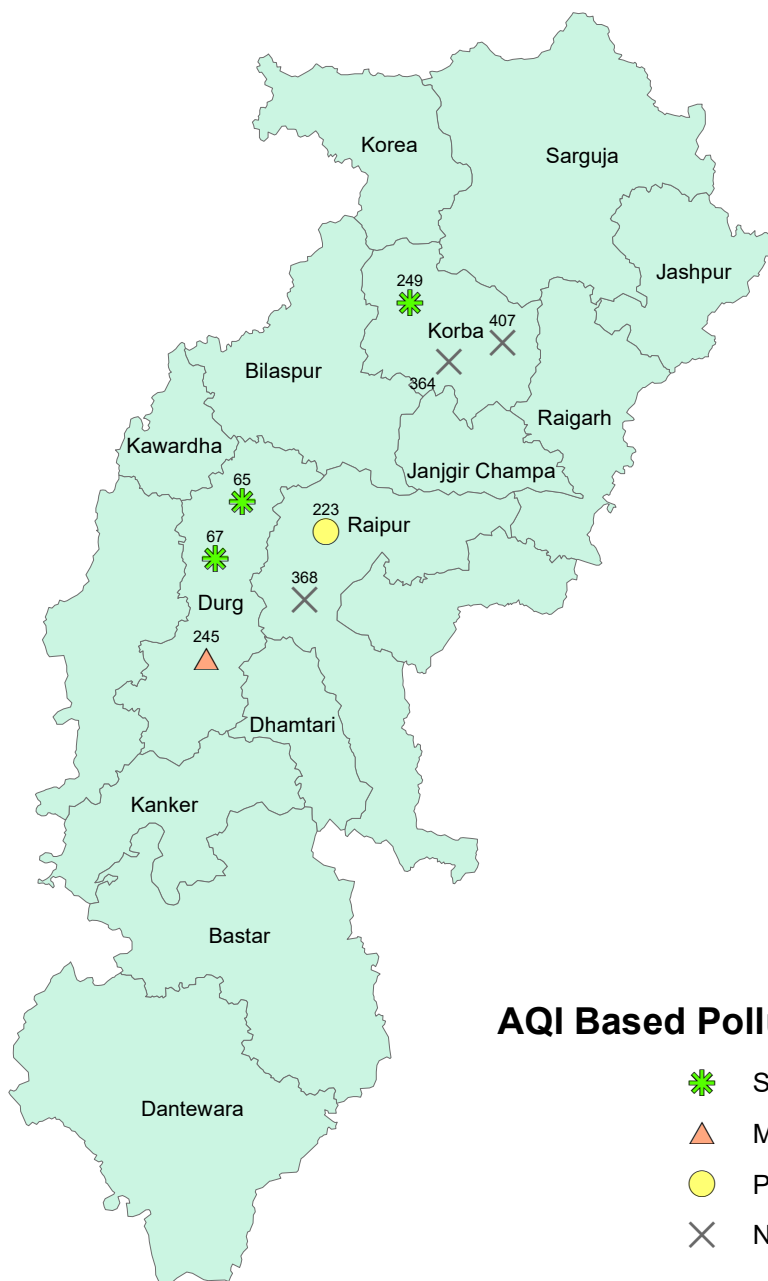 Korea
Sarguja
Jashpur
249
407
Korba
364
Bilaspur
Raigarh
Kawardha
Janjgir Champa
65
223
Raipur
67
368
Durg
245
Dhamtari
Kanker
Bastar
AQI Based Pollu
S
M
Dantewara
P
N